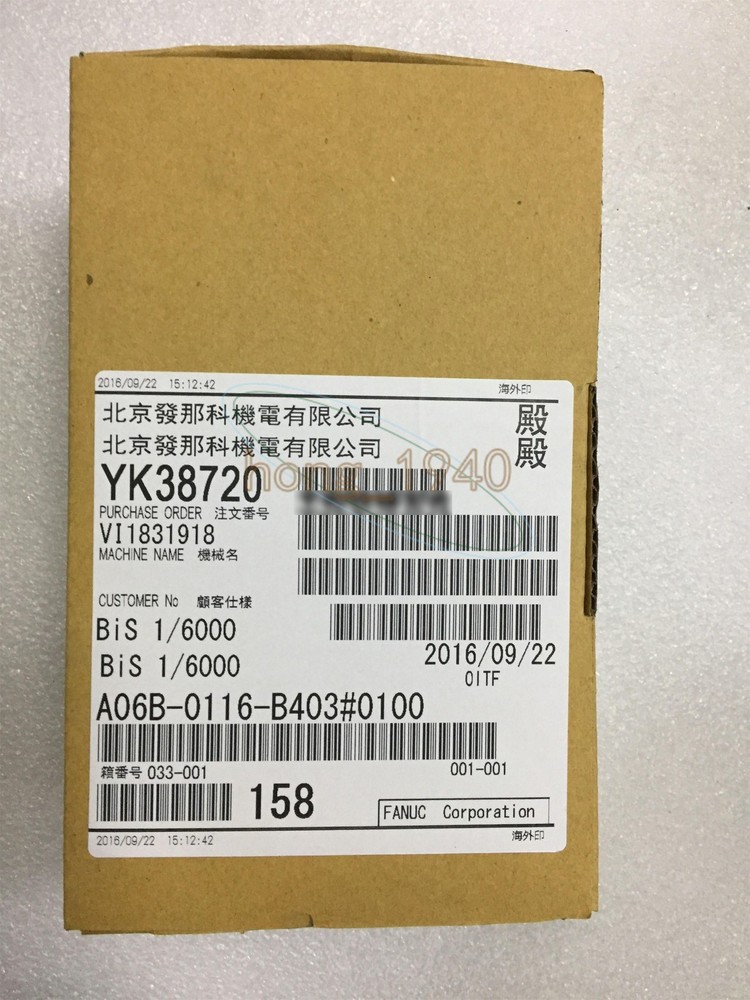 2016/09/22 15:12:42 海外印
北京發那科機電有限公司 殿
北京發那科機電有限公司 殿
hong_1940
YK38720
PURCHASE ORDER 注文番号
VI1831918
MACHINE NAME 機械名
CUSTOMER No 顧客仕様
BiS 1/6000
BiS 1/6000
2016/09/22
OITF
A06B-0116-B403#0100
箱番号 033-001 001-001
158
FANUC Corporation
2016/09/22 15:12:42 海外印